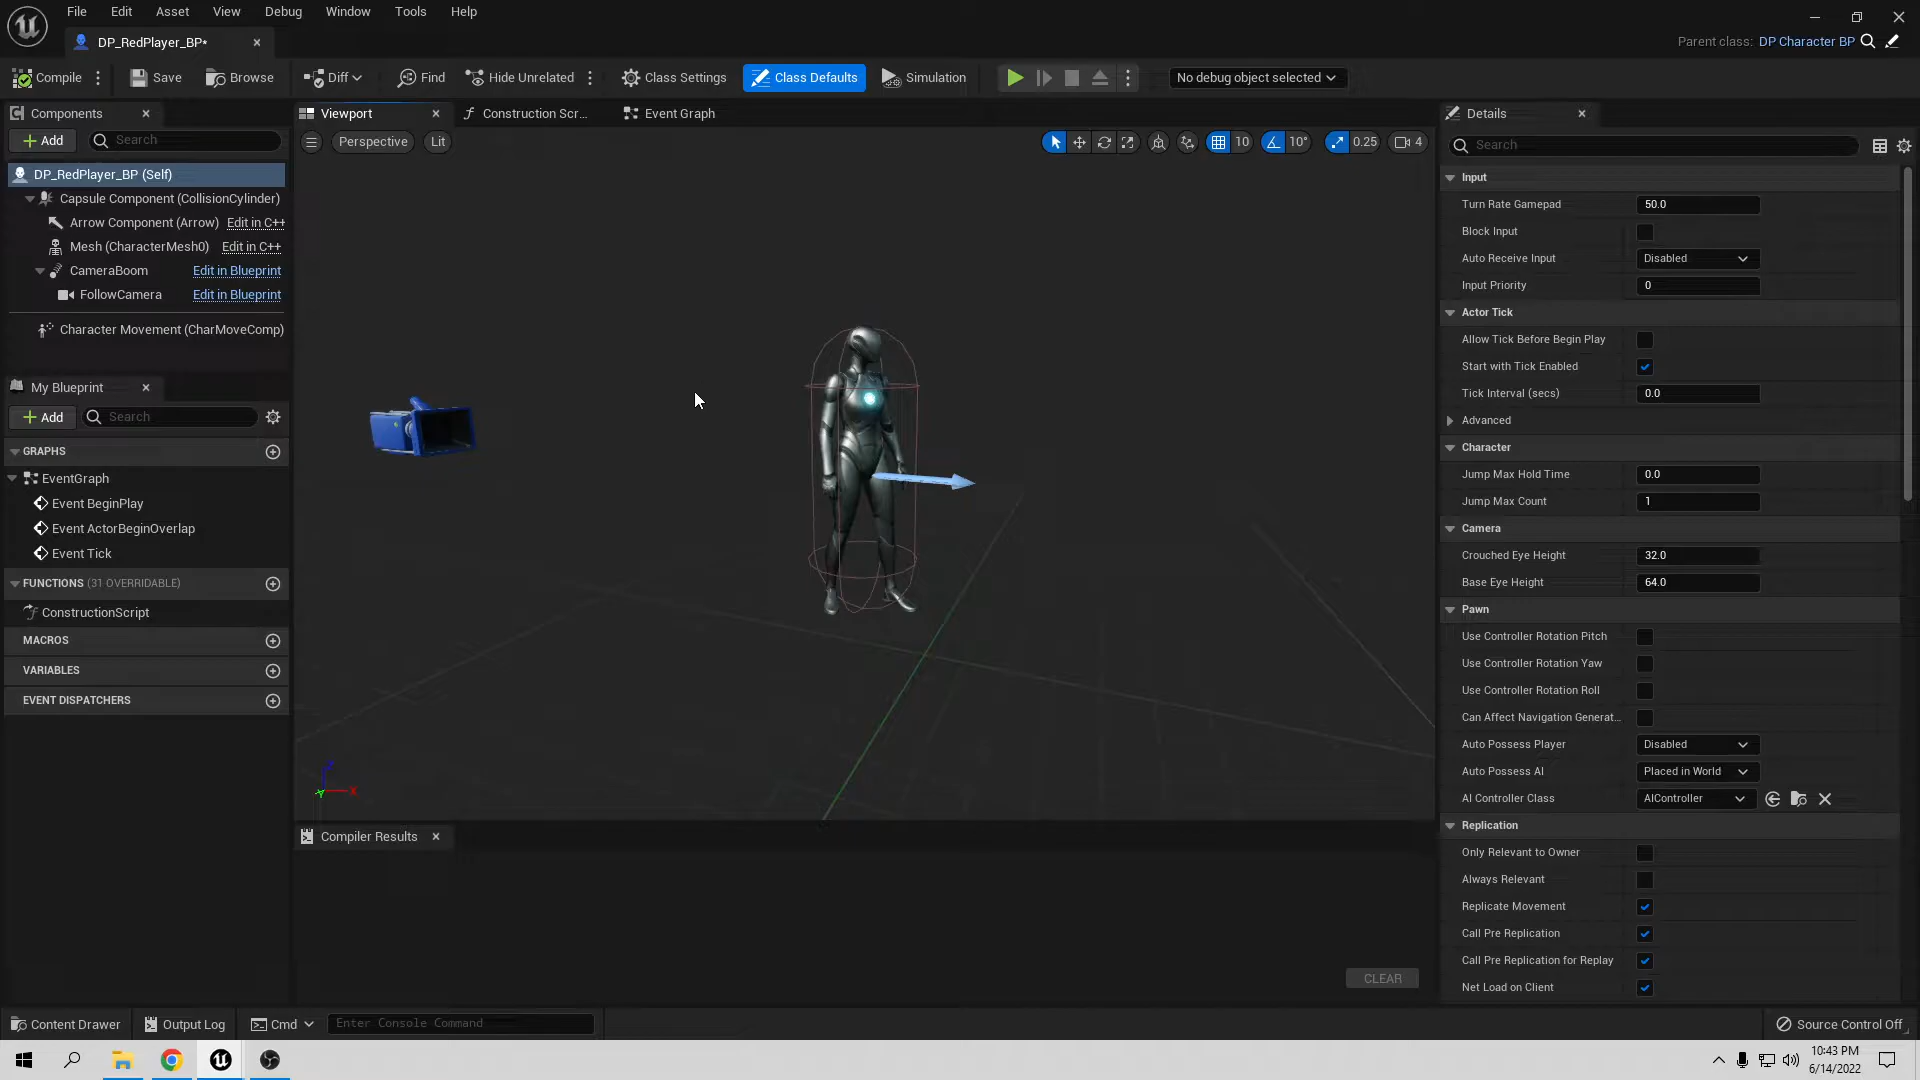 File Edit Asset View Debug Window Tools Help
DP_RedPlayer_BP*
Parent class: DP Character BP
Compile Save Browse Diff Find Hide Unrelated Class Settings Class Defaults Simulation No debug object selected
Components
Add Search
DP_RedPlayer_BP (Self)
Capsule Component (CollisionCylinder)
Arrow Component (Arrow) Edit in C++
Mesh (CharacterMesh0) Edit in C++
CameraBoom Edit in Blueprint
FollowCamera Edit in Blueprint
Character Movement (CharMoveComp)
My Blueprint
Add Search
GRAPHS
EventGraph
Event BeginPlay
Event ActorBeginOverlap
Event Tick
FUNCTIONS (31 OVERRIDABLE)
ConstructionScript
MACROS
VARIABLES
EVENT DISPATCHERS
Viewport Construction Scr... Event Graph
Perspective Lit 10 10° 0.25 4
Z
Y X
Compiler Results
CLEAR
Details
Search
Input
Turn Rate Gamepad 50.0
Block Input
Auto Receive Input Disabled
Input Priority 0
Actor Tick
Allow Tick Before Begin Play
Start with Tick Enabled
Tick Interval (secs) 0.0
Advanced
Character
Jump Max Hold Time 0.0
Jump Max Count 1
Camera
Crouched Eye Height 32.0
Base Eye Height 64.0
Pawn
Use Controller Rotation Pitch
Use Controller Rotation Yaw
Use Controller Rotation Roll
Can Affect Navigation Generat...
Auto Possess Player Disabled
Auto Possess AI Placed in World
AI Controller Class AIController
Replication
Only Relevant to Owner
Always Relevant
Replicate Movement
Call Pre Replication
Call Pre Replication for Replay
Net Load on Client
Content Drawer Output Log Cmd Enter Console Command Source Control Off
10:43 PM
6/14/2022